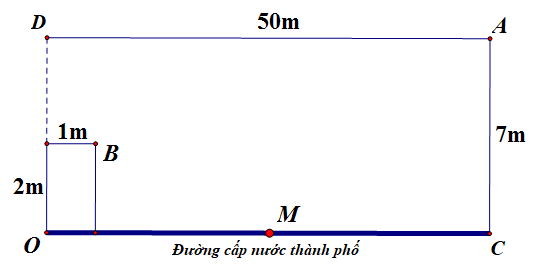 D 50m A
1m
B
7m
2m
M
O Đường cấp nước thành phố C